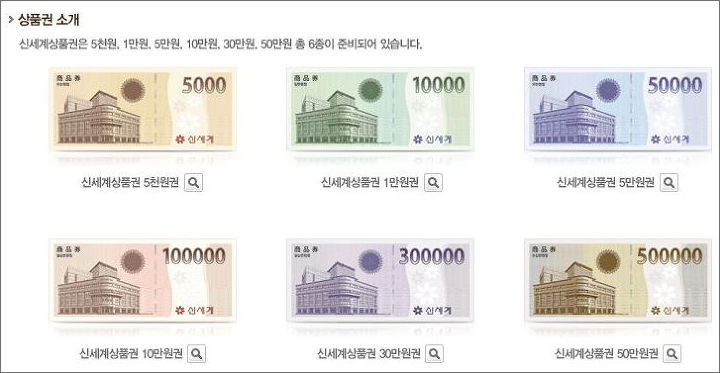 상품권 소개
신세계상품권은 5천원, 1만원, 5만원, 10만원, 30만원, 50만원 총 6종이 준비되어 있습니다.
商品券 5000
신세계
商品券 10000
신세계
商品券 50000
신세계
신세계상품권 5천원권
신세계상품권 1만원권
신세계상품권 5만원권
商品券 100000
신세계
商品券 300000
신세계
商品券 500000
신세계
신세계상품권 10만원권
신세계상품권 30만원권
신세계상품권 50만원권